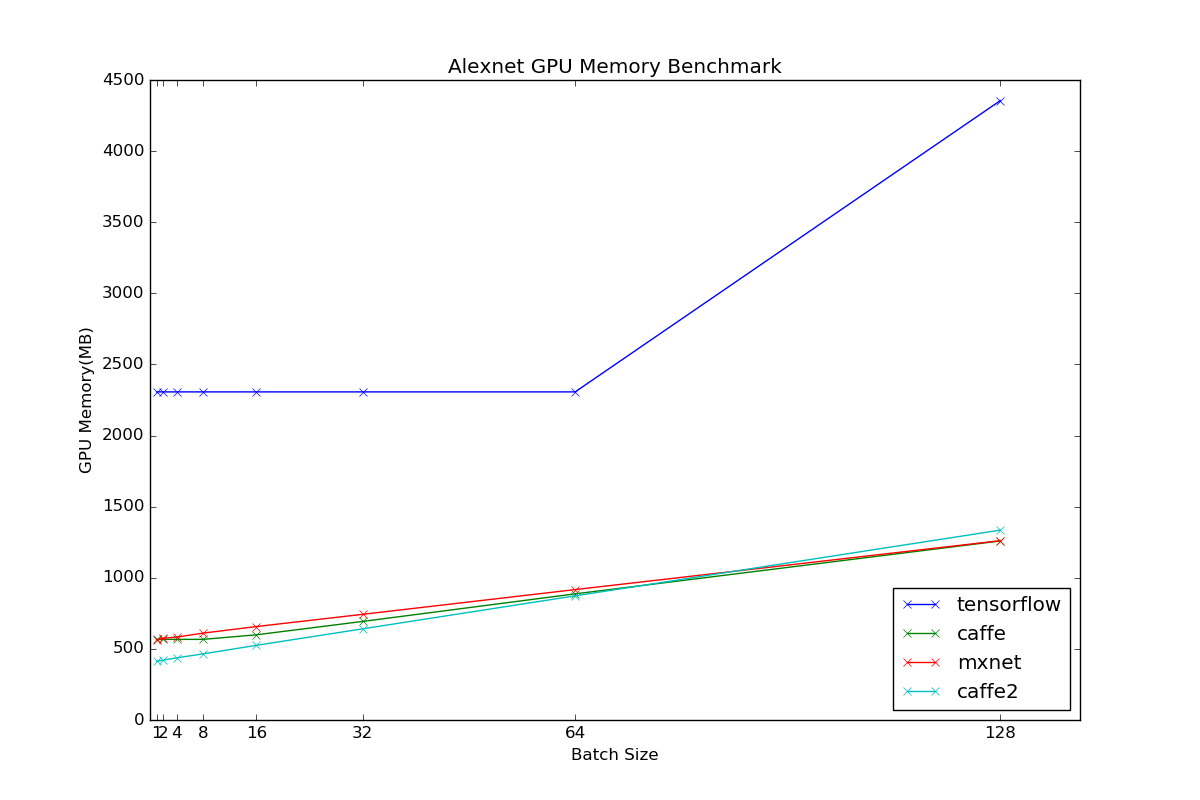 Alexnet GPU Memory Benchmark
4500
4000
3500
3000
2500
2000
1500
1000
500
0
GPU Memory(MB)
1 2 4 8 16 32 64 128
Batch Size
tensorflow
caffe
mxnet
caffe2